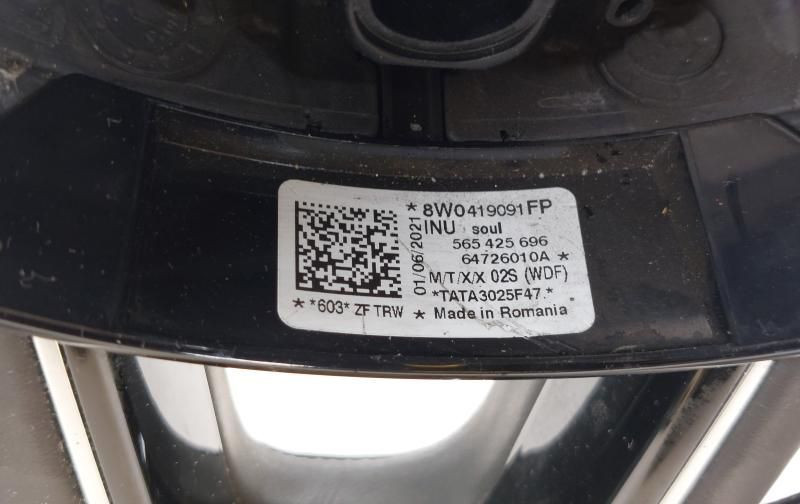 *8W0419091FP
INU soul
565 425 696
64726010A *
M/T/X/X 02S (WDF)
*TATA3025F47.*
* Made in Romania
01/06/2021
* *603* ZF TRW